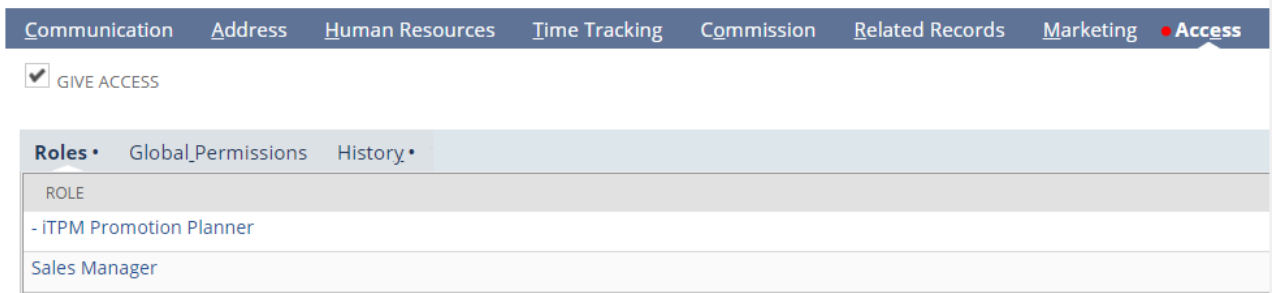 Communication Address Human Resources Time Tracking Commission Related Records Marketing Access
GIVE ACCESS
Roles • Global Permissions History •
ROLE
- iTPM Promotion Planner
Sales Manager